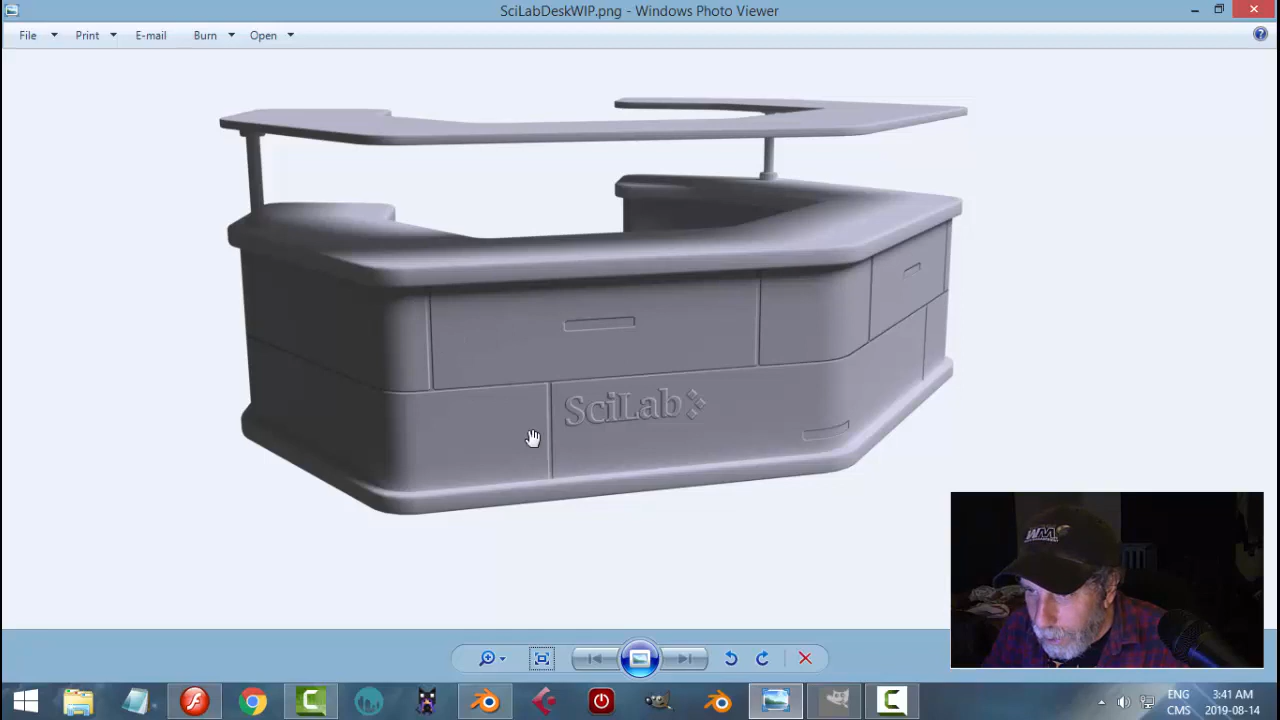 SciLabDeskWIP.png - Windows Photo Viewer
File Print E-mail Burn Open
SciLab
WM
ENG 3:41 AM
CMS 2019-08-14